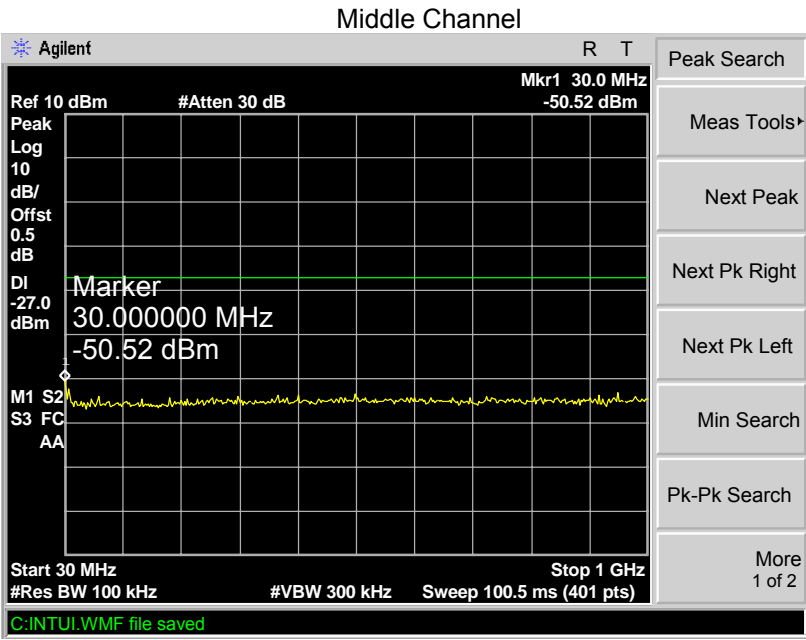 Middle Channel
Agilent R T
Peak Search
Mkr1 30.0 MHz
Ref 10 dBm #Atten 30 dB -50.52 dBm
Peak
Log
10
dB/
Offst
0.5
dB
DI
-27.0
dBm
Marker
30.000000 MHz
-50.52 dBm
1
M1 S2
S3 FC
AA
Start 30 MHz Stop 1 GHz
#Res BW 100 kHz #VBW 300 kHz Sweep 100.5 ms (401 pts)
C:INTUI.WMF file saved
Meas Tools
Next Peak
Next Pk Right
Next Pk Left
Min Search
Pk-Pk Search
More
1 of 2